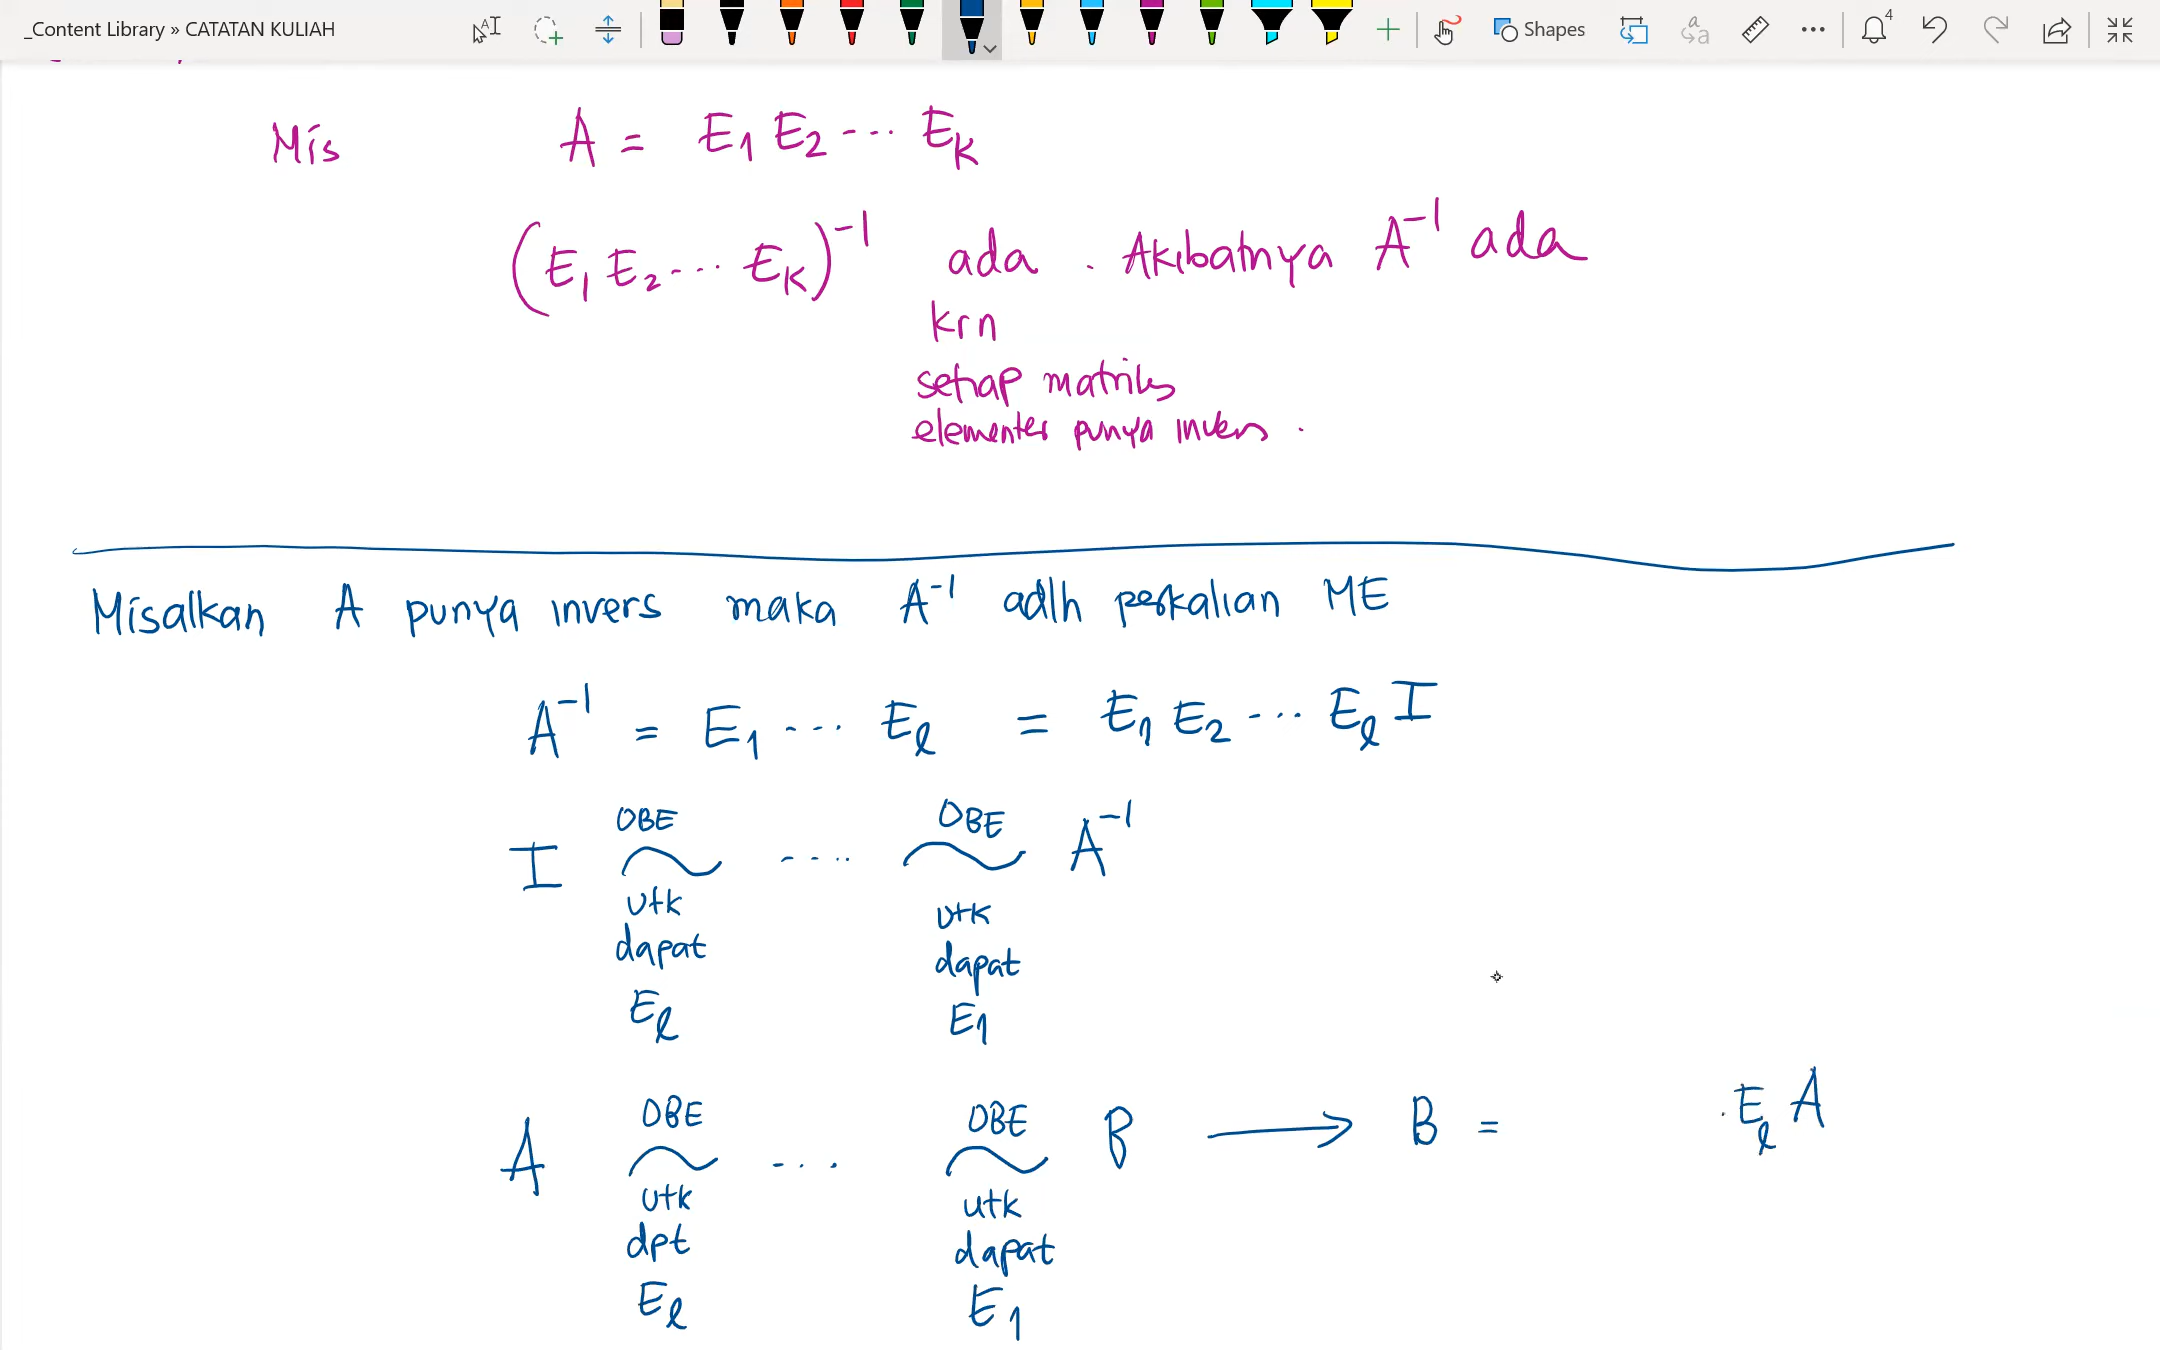 _Content Library » CATATAN KULIAH
Shapes
4
Mis A = E1 E2 ... Ek
(E1 E2 ... Ek)^-1 ada . Akibatnya A^-1 ada
krn
setiap matriks
elementer punya invers .
Misalkan A punya invers maka A^-1 adlh perkalian ME
A^-1 = E1 ... Eℓ = E1 E2 ... Eℓ I
OBE OBE
I ~ .... ~ A^-1
utk utk
dapat dapat
Eℓ E1
OBE OBE
A ~ ... ~ B → B = . Eℓ A
utk utk
dpt dapat
Eℓ E1